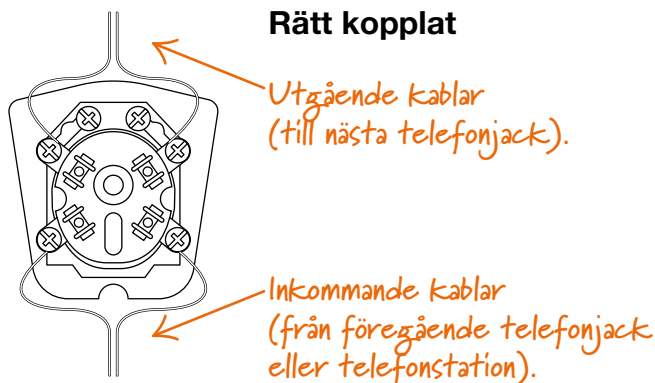 Rätt kopplat
Utgående kablar
(till nästa telefonjack).
Inkommande kablar
(från föregående telefonjack
eller telefonstation).